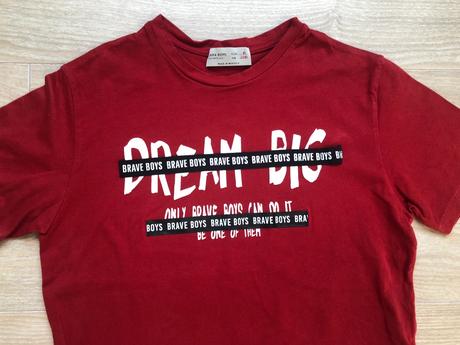 DREAM BIG
BRAVE BOYS BRAVE BOYS BRAVE BOYS BRAVE BOYS BRAVE BOYS
ONLY BRAVE BOYS CAN DO IT
BOYS BRAVE BOYS BRAVE BOYS BRAVE BOYS BRA
BE ONE OF THEM